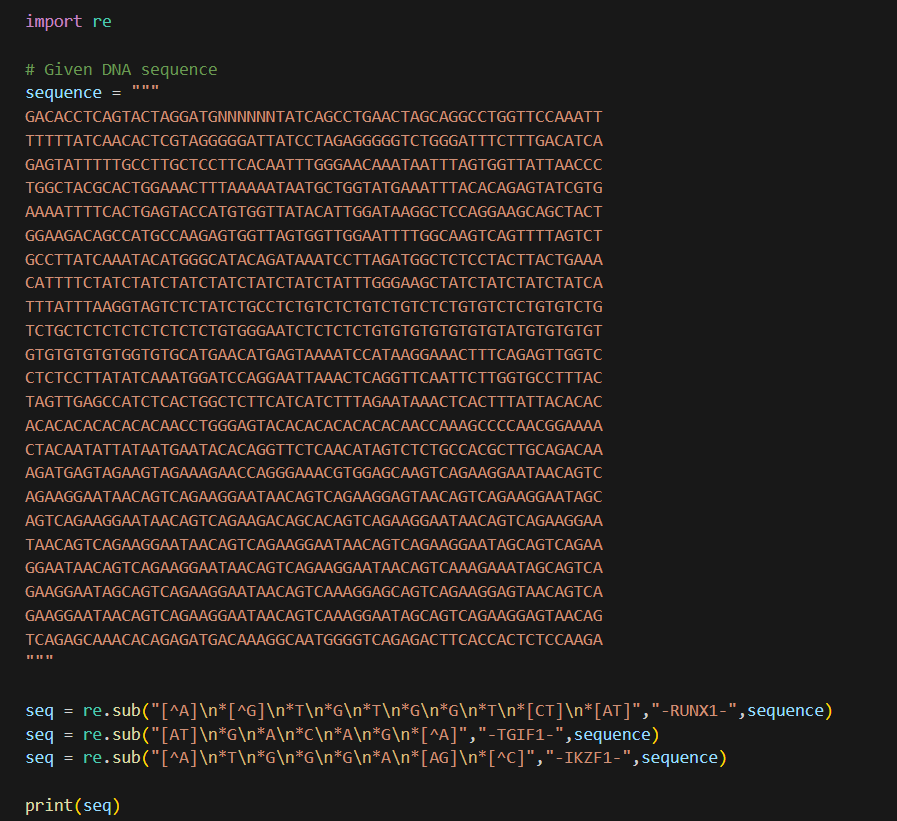 import re
# Given DNA sequence
sequence = """
GACACCTCAGTACTAGGATGNNNNNNTATCAGCCTGAACTAGCAGGCCTGGTTCCAAATT
TTTTTATCAACACTCGTAGGGGGATTATCCTAGAGGGGGTCTGGGATTTCTTTGACATCA
GAGTATTTTTGCCTTGCTCCTTCACAATTTGGGAACAAATAATTTAGTGGTTATTAACCC
TGGCTACGCACTGGAAACTTTAAAAATAATGCTGGTATGAAATTTACACAGAGTATCGTG
AAAATTTTCACTGAGTACCATGTGGTTATACATTGGATAAGGCTCCAGGAAGCAGCTACT
GGAAGACAGCCATGCCAAGAGTGGTTAGTGGTTGGAATTTTGGCAAGTCAGTTTTAGTCT
GCCTTATCAAATACATGGGCATACAGATAAATCCTTAGATGGCTCTCCTACTTACTGAAA
CATTTTCTATCTATCTATCTATCTATCTATCTATTTGGGAAGCTATCTATCTATCTATCA
TTTATTTAAGGTAGTCTCTATCTGCCTCTGTCTCTGTCTGTCTCTGTGTCTCTGTGTCTG
TCTGCTCTCTCTCTCTCTCTGTGGGAATCTCTCTCTGTGTGTGTGTGTGTATGTGTGTGT
GTGTGTGTGTGGTGTGCATGAACATGAGTAAAATCCATAAGGAAACTTTCAGAGTTGGTC
CTCTCCTTATATCAAATGGATCCAGGAATTAAACTCAGGTTCAATTCTTGGTGCCTTTAC
TAGTTGAGCCATCTCACTGGCTCTTCATCATCTTTAGAATAAACTCACTTTATTACACAC
ACACACACACACACAACCTGGGAGTACACACACACACACAACCAAAGCCCCAACGGAAAA
CTACAATATTATAATGAATACACAGGTTCTCAACATAGTCTCTGCCACGCTTGCAGACAA
AGATGAGTAGAAGTAGAAAGAACCAGGGAAACGTGGAGCAAGTCAGAAGGAATAACAGTC
AGAAGGAATAACAGTCAGAAGGAATAACAGTCAGAAGGAGTAACAGTCAGAAGGAATAGC
AGTCAGAAGGAATAACAGTCAGAAGACAGCACAGTCAGAAGGAATAACAGTCAGAAGGAA
TAACAGTCAGAAGGAATAACAGTCAGAAGGAATAACAGTCAGAAGGAATAGCAGTCAGAA
GGAATAACAGTCAGAAGGAATAACAGTCAGAAGGAATAACAGTCAAAGAAATAGCAGTCA
GAAGGAATAGCAGTCAGAAGGAATAACAGTCAAAGGAGCAGTCAGAAGGAGTAACAGTCA
GAAGGAATAACAGTCAGAAGGAATAACAGTCAAAGGAATAGCAGTCAGAAGGAGTAACAG
TCAGAGCAAACACAGAGATGACAAAGGCAATGGGGTCAGAGACTTCACCACTCTCCAAGA
"""
seq = re.sub("[^A]\n*[^G]\n*T\n*G\n*T\n*G\n*G\n*T\n*[CT]\n*[AT]","-RUNX1-",sequence)
seq = re.sub("[AT]\n*G\n*A\n*C\n*A\n*G\n*[^A]","-TGIF1-",sequence)
seq = re.sub("[^A]\n*T\n*G\n*G\n*G\n*A\n*[AG]\n*[^C]","-IKZF1-",sequence)
print(seq)